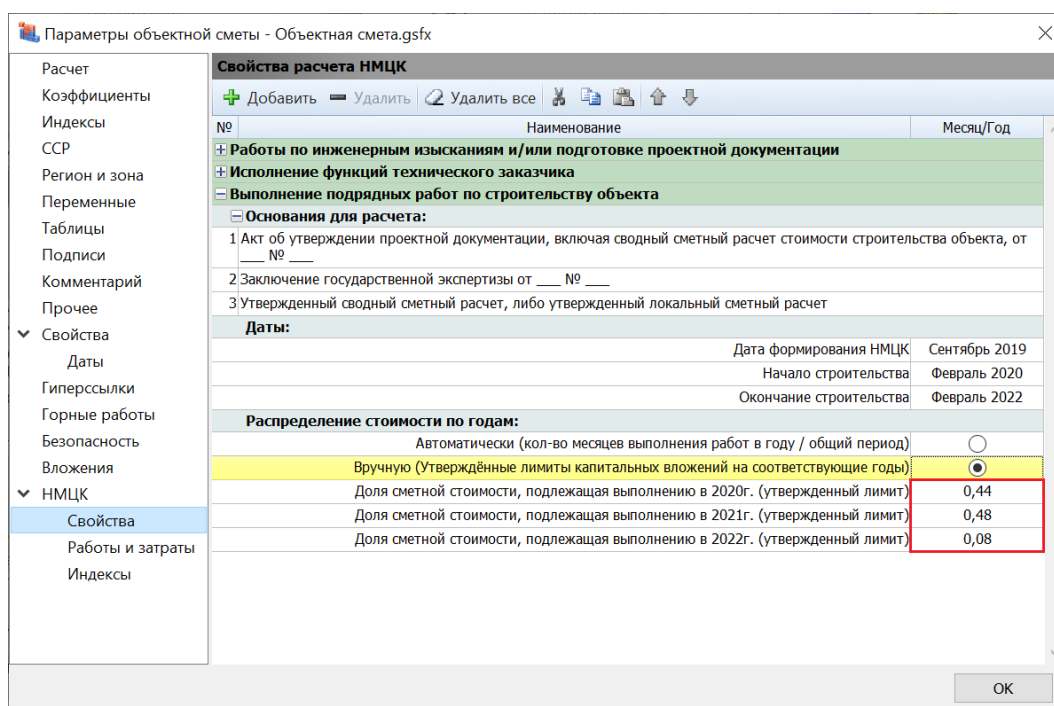 Параметры объектной сметы - Объектная смета.gsfx
Расчет
Коэффициенты
Индексы
ССР
Регион и зона
Переменные
Таблицы
Подписи
Комментарий
Прочее
Свойства
Даты
Гиперссылки
Горные работы
Безопасность
Вложения
НМЦК
Свойства
Работы и затраты
Индексы
Свойства расчета НМЦК
Добавить Удалить Удалить все
№ Наименование Месяц/Год
Работы по инженерным изысканиям и/или подготовке проектной документации
Исполнение функций технического заказчика
Выполнение подрядных работ по строительству объекта
Основания для расчета:
1 Акт об утверждении проектной документации, включая сводный сметный расчет стоимости строительства объекта, от
___ № ___
2 Заключение государственной экспертизы от ___ № ___
3 Утвержденный сводный сметный расчет, либо утвержденный локальный сметный расчет
Даты:
Дата формирования НМЦК Сентябрь 2019
Начало строительства Февраль 2020
Окончание строительства Февраль 2022
Распределение стоимости по годам:
Автоматически (кол-во месяцев выполнения работ в году / общий период)
Вручную (Утверждённые лимиты капитальных вложений на соответствующие годы)
Доля сметной стоимости, подлежащая выполнению в 2020г. (утвержденный лимит) 0,44
Доля сметной стоимости, подлежащая выполнению в 2021г. (утвержденный лимит) 0,48
Доля сметной стоимости, подлежащая выполнению в 2022г. (утвержденный лимит) 0,08
OK